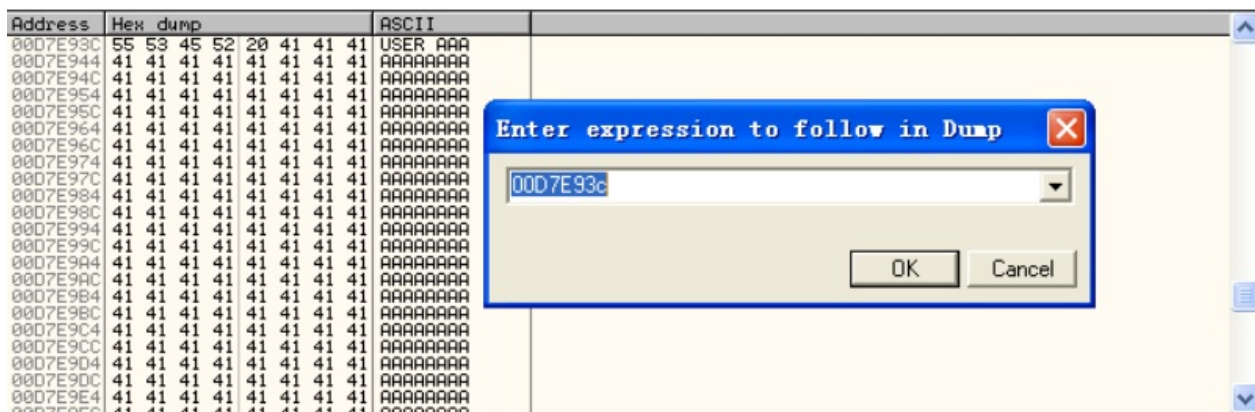 Address Hex dump ASCII
00D7E93C 55 53 45 52 20 41 41 41 USER AAA
00D7E944 41 41 41 41 41 41 41 41 AAAAAAAA
00D7E94C 41 41 41 41 41 41 41 41 AAAAAAAA
00D7E954 41 41 41 41 41 41 41 41 AAAAAAAA
00D7E95C 41 41 41 41 41 41 41 41 AAAAAAAA
00D7E964 41 41 41 41 41 41 41 41 AAAAAAAA
00D7E96C 41 41 41 41 41 41 41 41 AAAAAAAA
00D7E974 41 41 41 41 41 41 41 41 AAAAAAAA
00D7E97C 41 41 41 41 41 41 41 41 AAAAAAAA
00D7E984 41 41 41 41 41 41 41 41 AAAAAAAA
00D7E98C 41 41 41 41 41 41 41 41 AAAAAAAA
00D7E994 41 41 41 41 41 41 41 41 AAAAAAAA
00D7E99C 41 41 41 41 41 41 41 41 AAAAAAAA
00D7E9A4 41 41 41 41 41 41 41 41 AAAAAAAA
00D7E9AC 41 41 41 41 41 41 41 41 AAAAAAAA
00D7E9B4 41 41 41 41 41 41 41 41 AAAAAAAA
00D7E9BC 41 41 41 41 41 41 41 41 AAAAAAAA
00D7E9C4 41 41 41 41 41 41 41 41 AAAAAAAA
00D7E9CC 41 41 41 41 41 41 41 41 AAAAAAAA
00D7E9D4 41 41 41 41 41 41 41 41 AAAAAAAA
00D7E9DC 41 41 41 41 41 41 41 41 AAAAAAAA
00D7E9E4 41 41 41 41 41 41 41 41 AAAAAAAA
Enter expression to follow in Dump
00D7E93c
OK Cancel